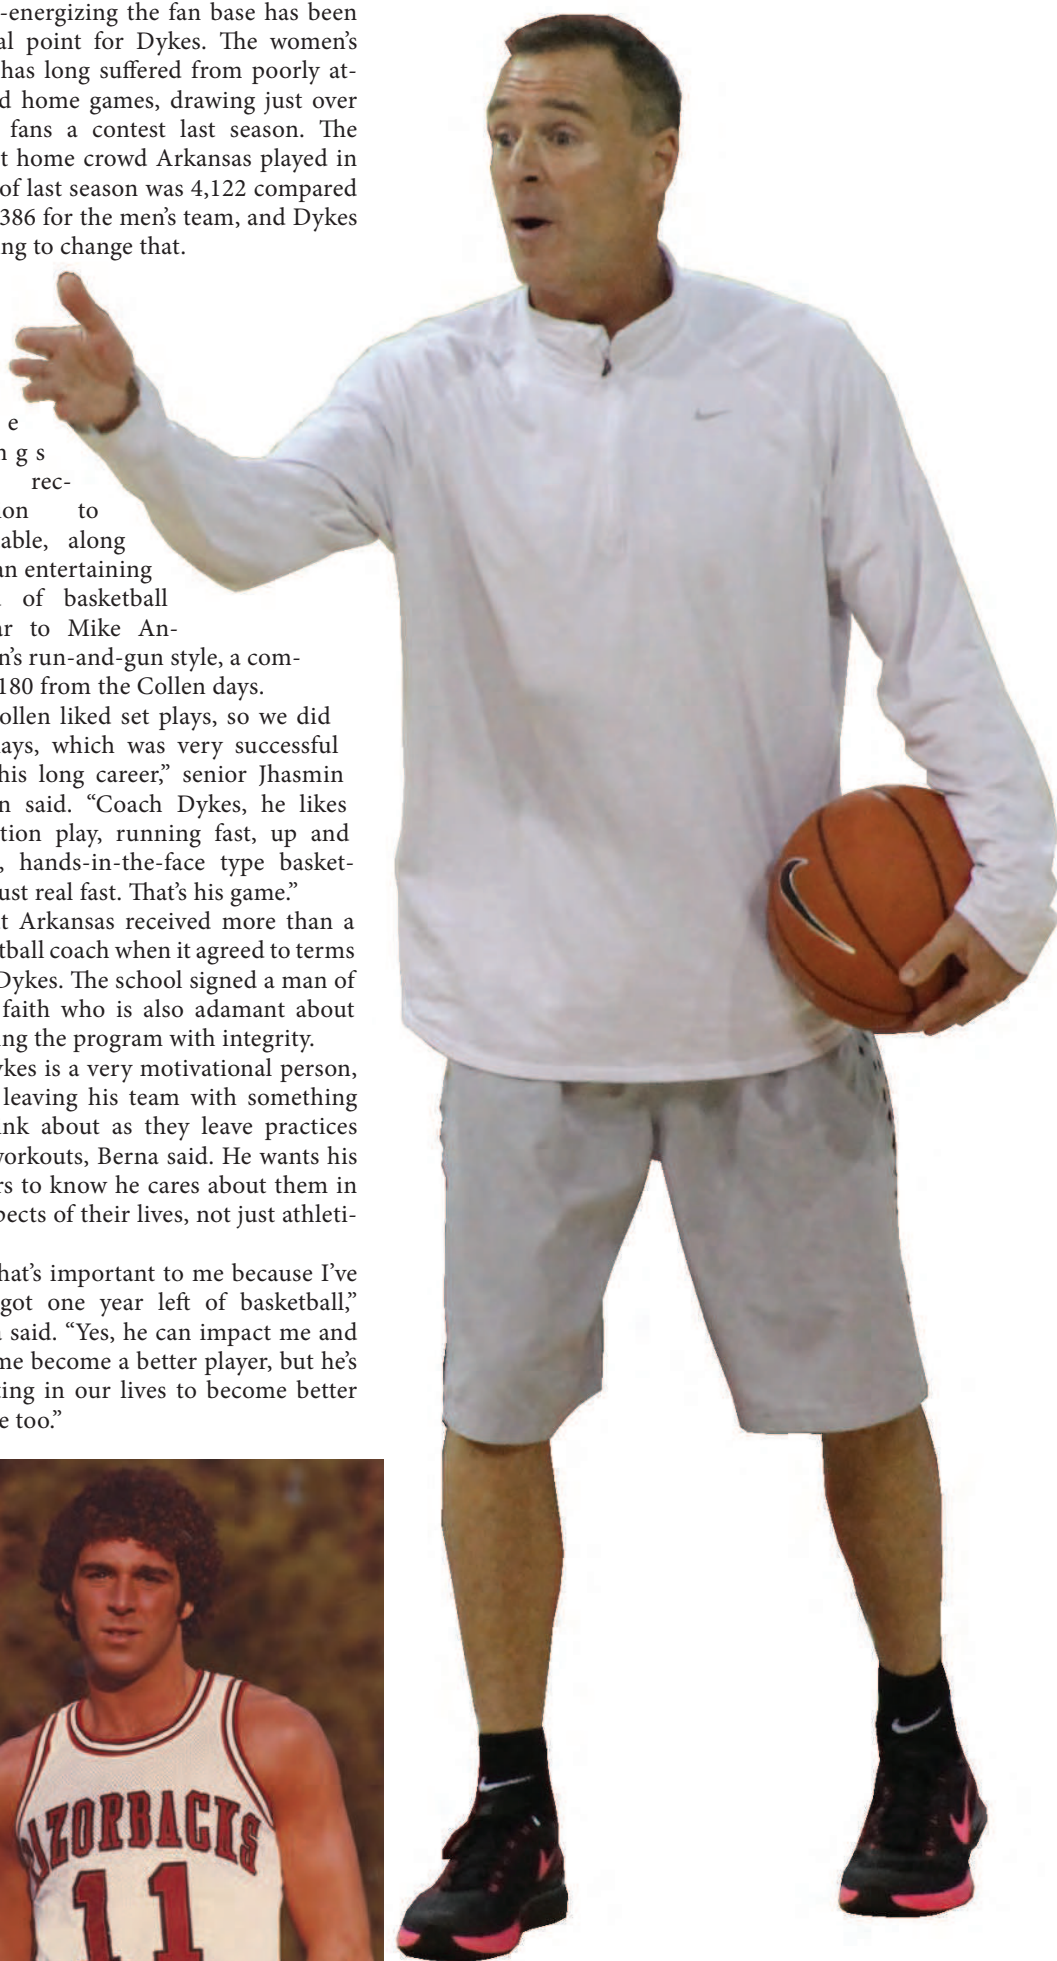 -energizing the fan base has been
al point for Dykes. The women's
has long suffered from poorly at-
d home games, drawing just over
fans a contest last season. The
t home crowd Arkansas played in
of last season was 4,122 compared
386 for the men's team, and Dykes
ng to change that.
e
n g s
rec-
ion to
able, along
an entertaining
of basketball
ar to Mike An-
n's run-and-gun style, a com-
180 from the Collen days.
ollen liked set plays, so we did
ays, which was very successful
his long career,” senior Jhasmin
n said. “Coach Dykes, he likes
tion play, running fast, up and
, hands-in-the-face type basket-
ust real fast. That's his game.”
t Arkansas received more than a
tball coach when it agreed to terms
Dykes. The school signed a man of
faith who is also adamant about
ing the program with integrity.
ykes is a very motivational person,
leaving his team with something
ink about as they leave practices
workouts, Berna said. He wants his
rs to know he cares about them in
pects of their lives, not just athleti-
hat's important to me because I've
got one year left of basketball,”
a said. “Yes, he can impact me and
me become a better player, but he's
ting in our lives to become better
e too.”
RAZORBACKS
11